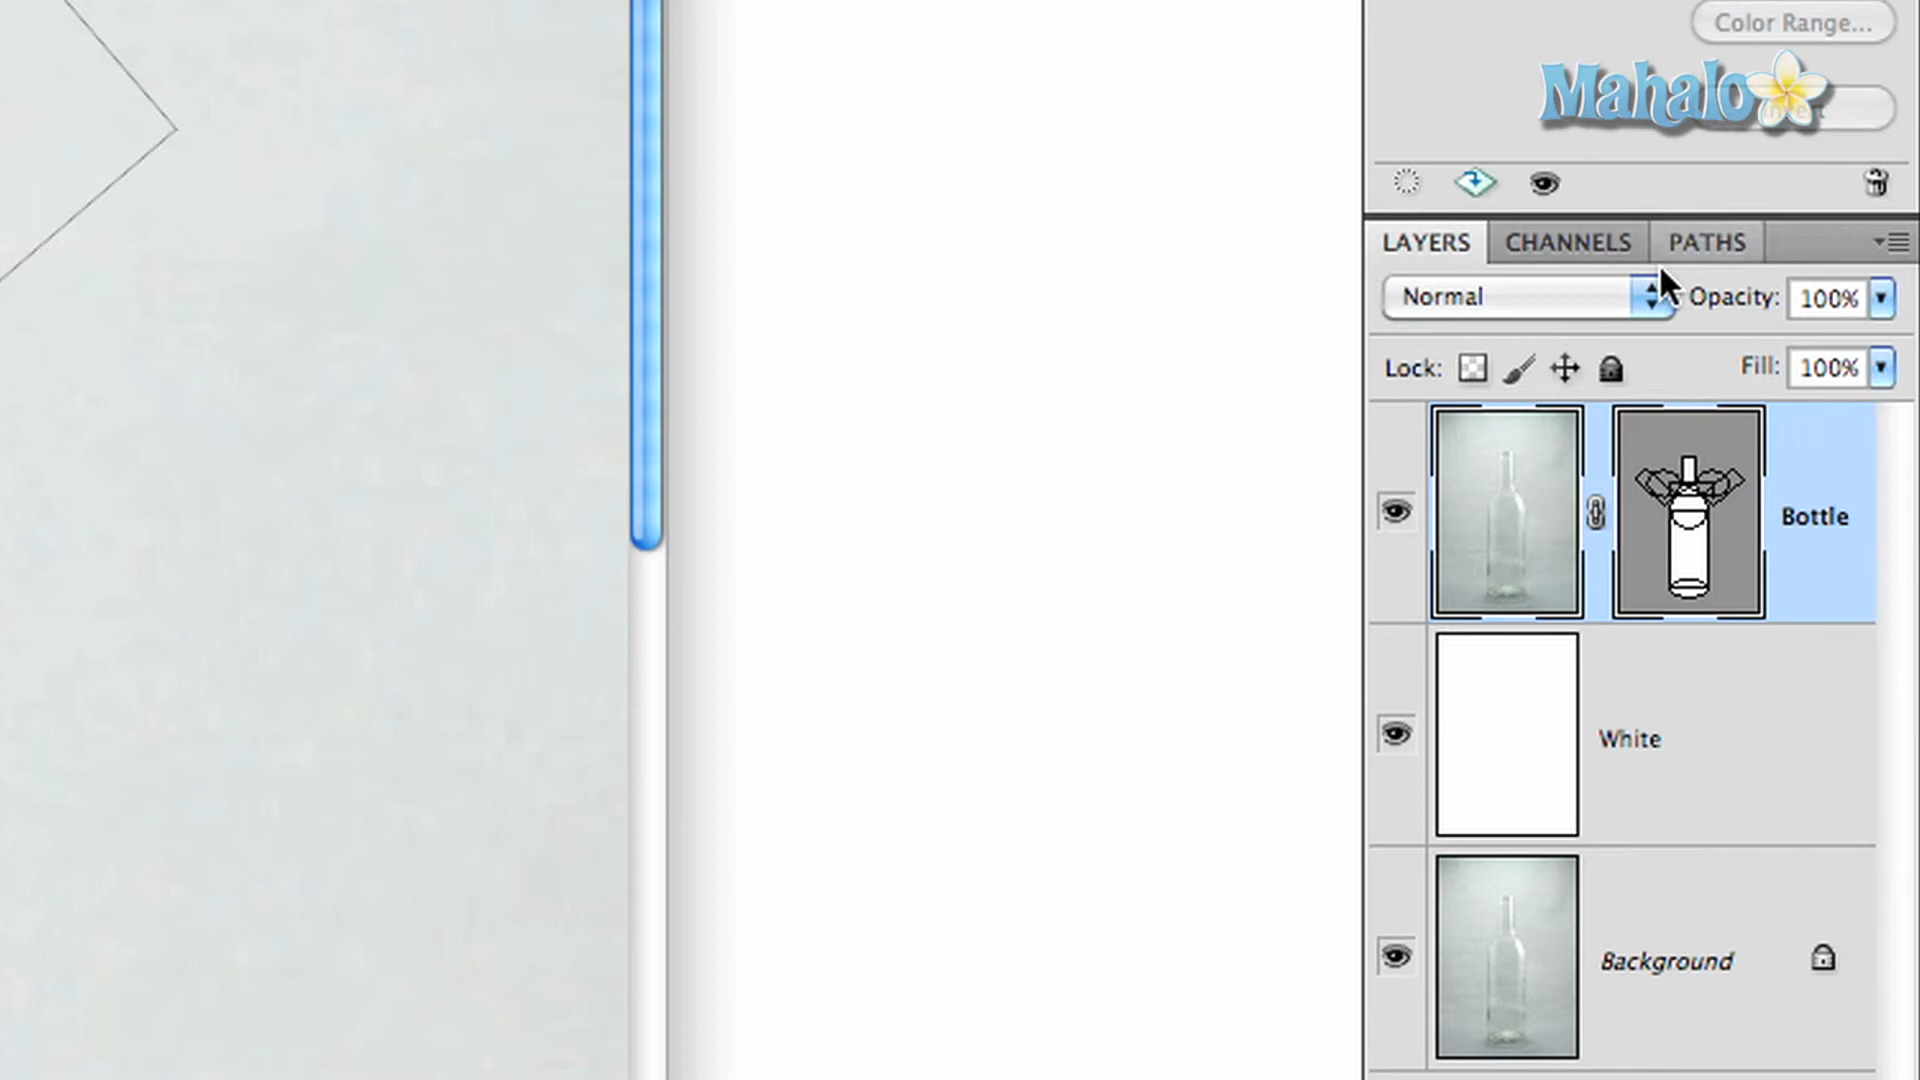 Color Range...
Mahalo
LAYERS CHANNELS PATHS
Normal Opacity: 100%
Lock: Fill: 100%
Bottle
White
Background